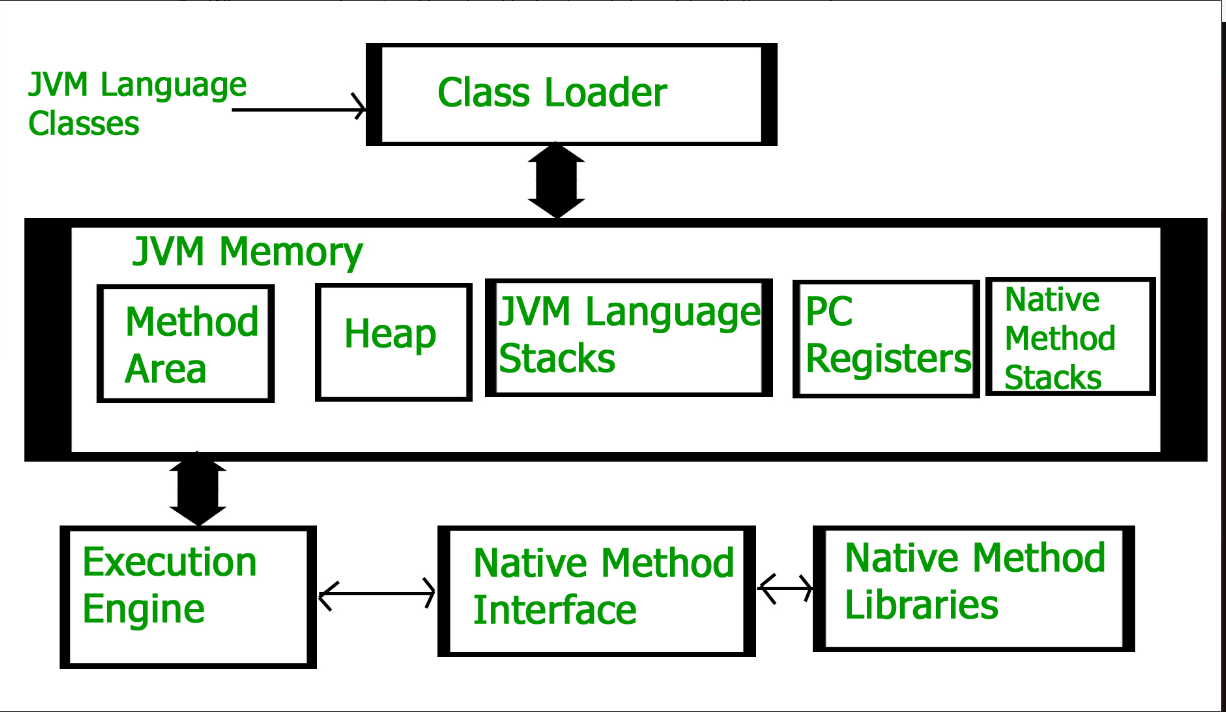 JVM Language
Classes
Class Loader
JVM Memory
Method
Area
Heap
JVM Language
Stacks
PC
Registers
Native
Method
Stacks
Execution
Engine
Native Method
Interface
Native Method
Libraries